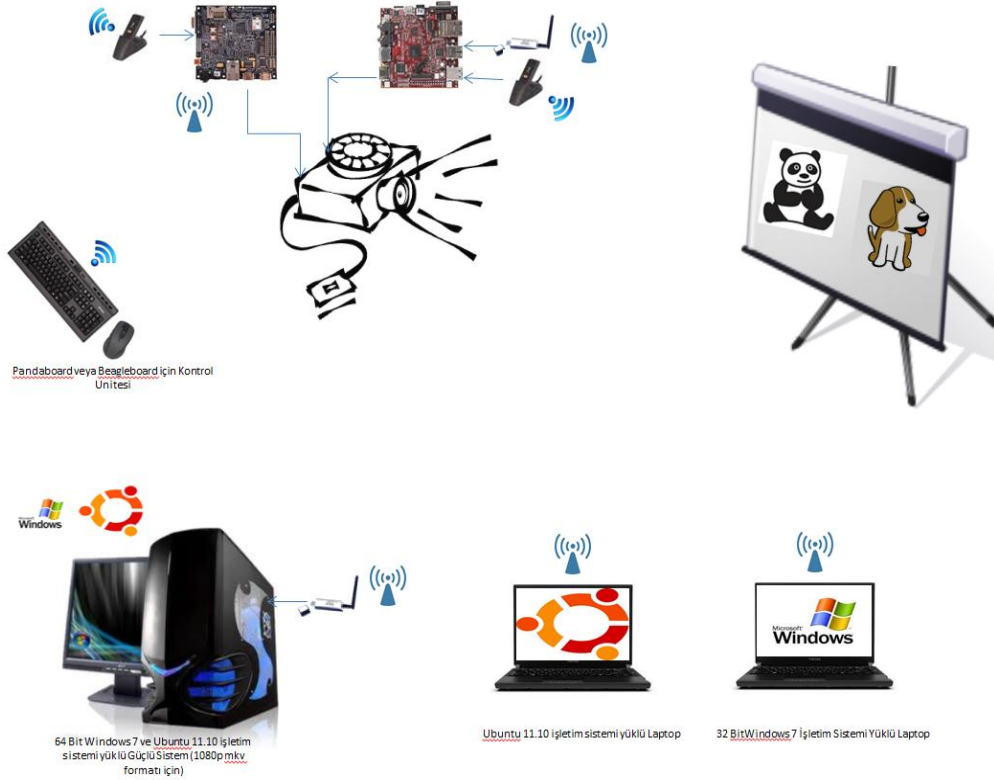 Pandaboard veya Beagleboard için Kontrol
Unitesi
Windows
Microsoft
Windows
64 Bit Windows 7 ve Ubuntu 11.10 işletim
sistemi yüklü Güçlü Sistem (1080p mkv
formatı için)
Ubuntu 11.10 işletim sistemi yüklü Laptop
32 Bit Windows 7 İşletim Sistemi Yüklü Laptop